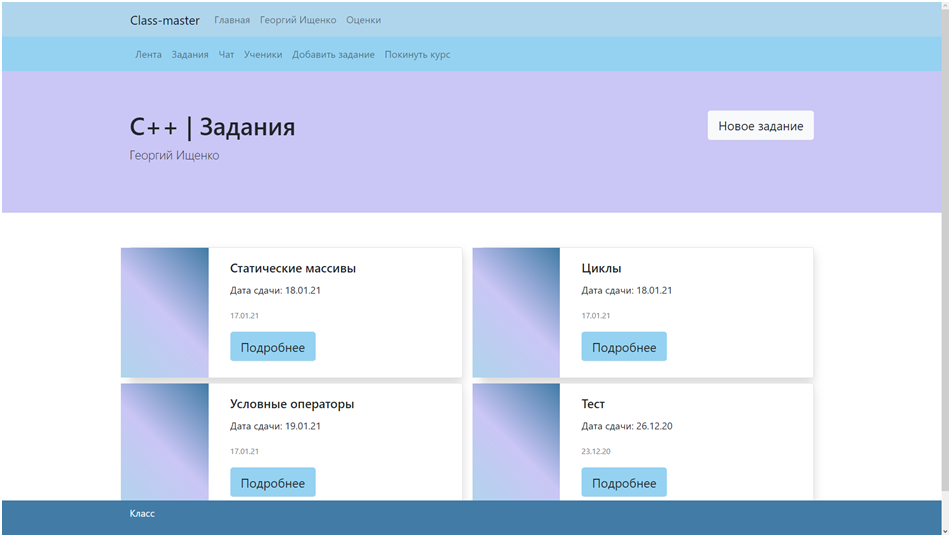 Class-master Главная Георгий Ищенко Оценки
Лента Задания Чат Ученики Добавить задание Покинуть курс
C++ | Задания
Новое задание
Георгий Ищенко
Статические массивы
Дата сдачи: 18.01.21
17.01.21
Подробнее
Циклы
Дата сдачи: 18.01.21
17.01.21
Подробнее
Условные операторы
Дата сдачи: 19.01.21
17.01.21
Подробнее
Тест
Дата сдачи: 26.12.20
23.12.20
Подробнее
Класс